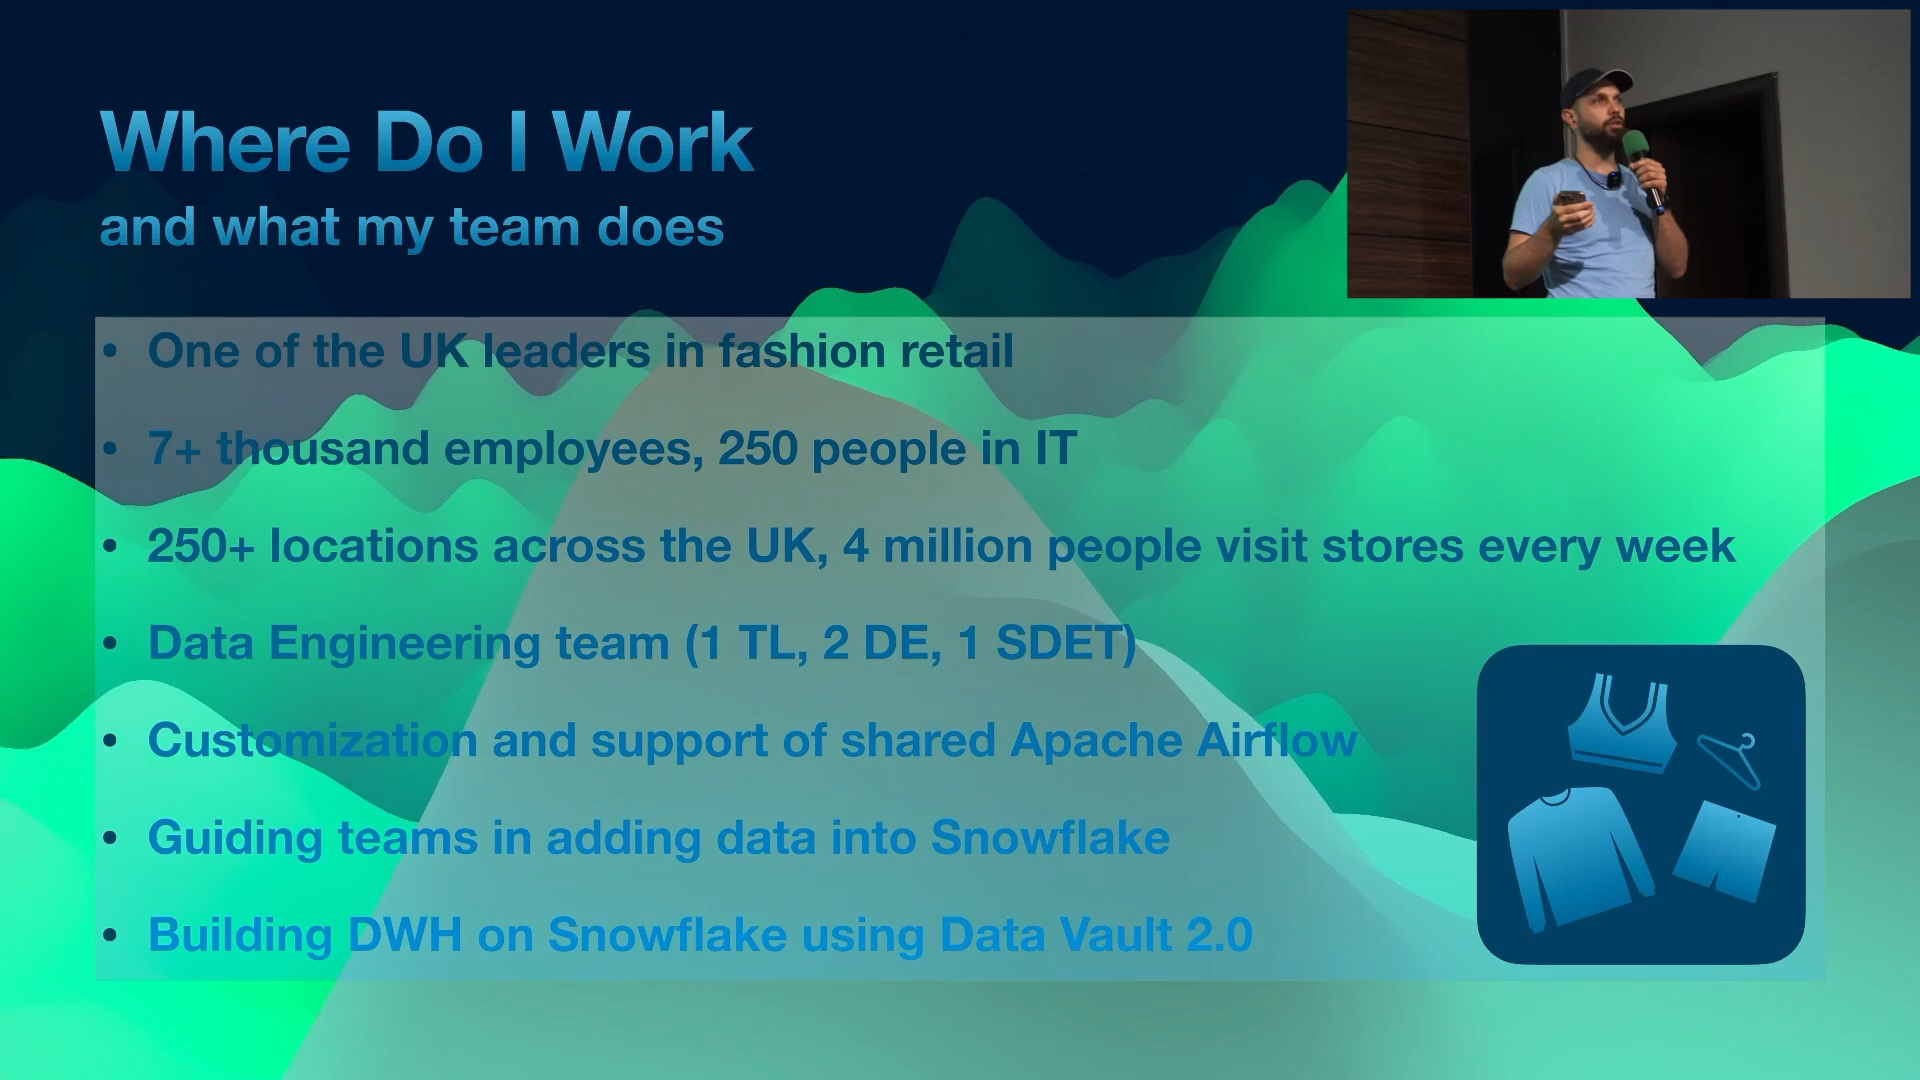 Where Do I Work
and what my team does
• One of the UK leaders in fashion retail
• 7+ thousand employees, 250 people in IT
• 250+ locations across the UK, 4 million people visit stores every week
• Data Engineering team (1 TL, 2 DE, 1 SDET)
• Customization and support of shared Apache Airflow
• Guiding teams in adding data into Snowflake
• Building DWH on Snowflake using Data Vault 2.0